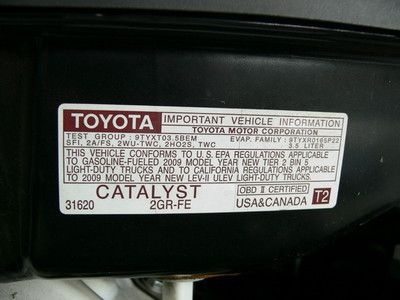 TOYOTA IMPORTANT VEHICLE INFORMATION
TOYOTA MOTOR CORPORATION
TEST GROUP : 9TYXT03.5BEM EVAP. FAMILY : 9TYXR0165P22
SFI, 2A/FS, 2WU-TWC, 2HO2S, TWC 3.5 LITER
THIS VEHICLE CONFORMS TO U.S. EPA REGULATIONS APPLICABLE
TO GASOLINE-FUELED 2009 MODEL YEAR NEW TIER 2 BIN 5
LIGHT-DUTY TRUCKS AND TO CALIFORNIA REGULATIONS APPLICABLE
TO 2009 MODEL YEAR NEW LEV-II ULEV LIGHT-DUTY TRUCKS.
CATALYST OBD II CERTIFIED T2
31620 2GR-FE USA&CANADA